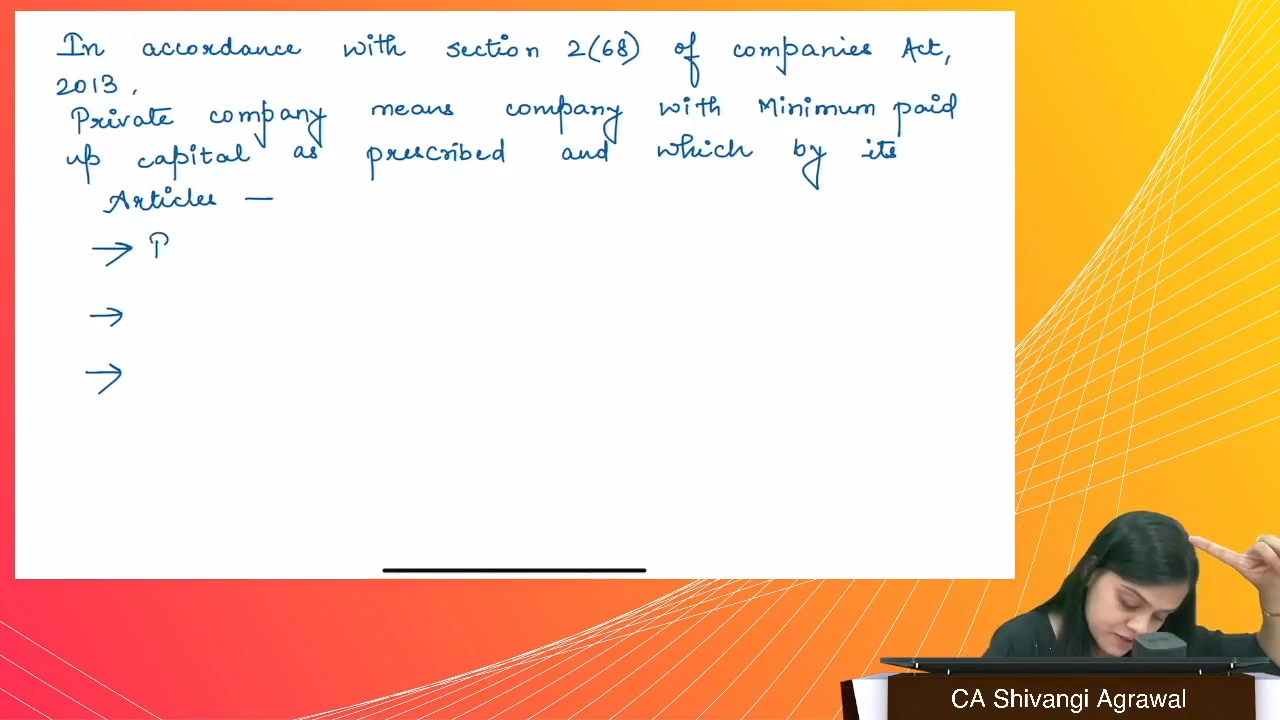 In accordance with section 2(68) of companies Act,
2013,
Private company means company with Minimum paid
up capital as prescribed and which by its
Articles —
→ P
→
→
CA Shivangi Agrawal